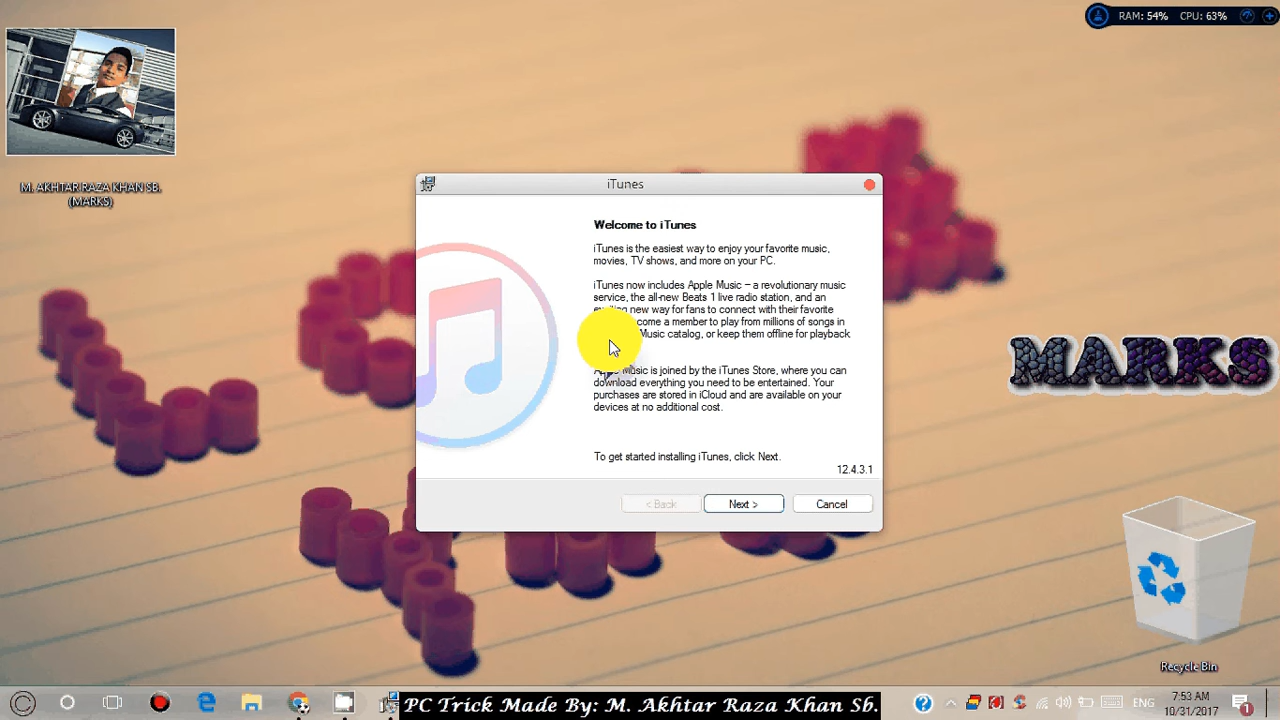 RAM: 54% CPU: 63%
M. AKHTAR RAZA KHAN SB.
(MARKS)
iTunes
Welcome to iTunes
iTunes is the easiest way to enjoy your favorite music,
movies, TV shows, and more on your PC.
iTunes now includes Apple Music – a revolutionary music
service, the all-new Beats 1 live radio station, and an
new way for fans to connect with their favorite
come a member to play from millions of songs in
Music catalog, or keep them offline for playback
Music is joined by the iTunes Store, where you can
download everything you need to be entertained. Your
purchases are stored in iCloud and are available on your
devices at no additional cost.
To get started installing iTunes, click Next.
12.4.3.1
< Back
Next >
Cancel
MARKS
Recycle Bin
PC Trick Made By: M. Akhtar Raza Khan Sb.
ENG
7:53 AM
10/31/2017
1